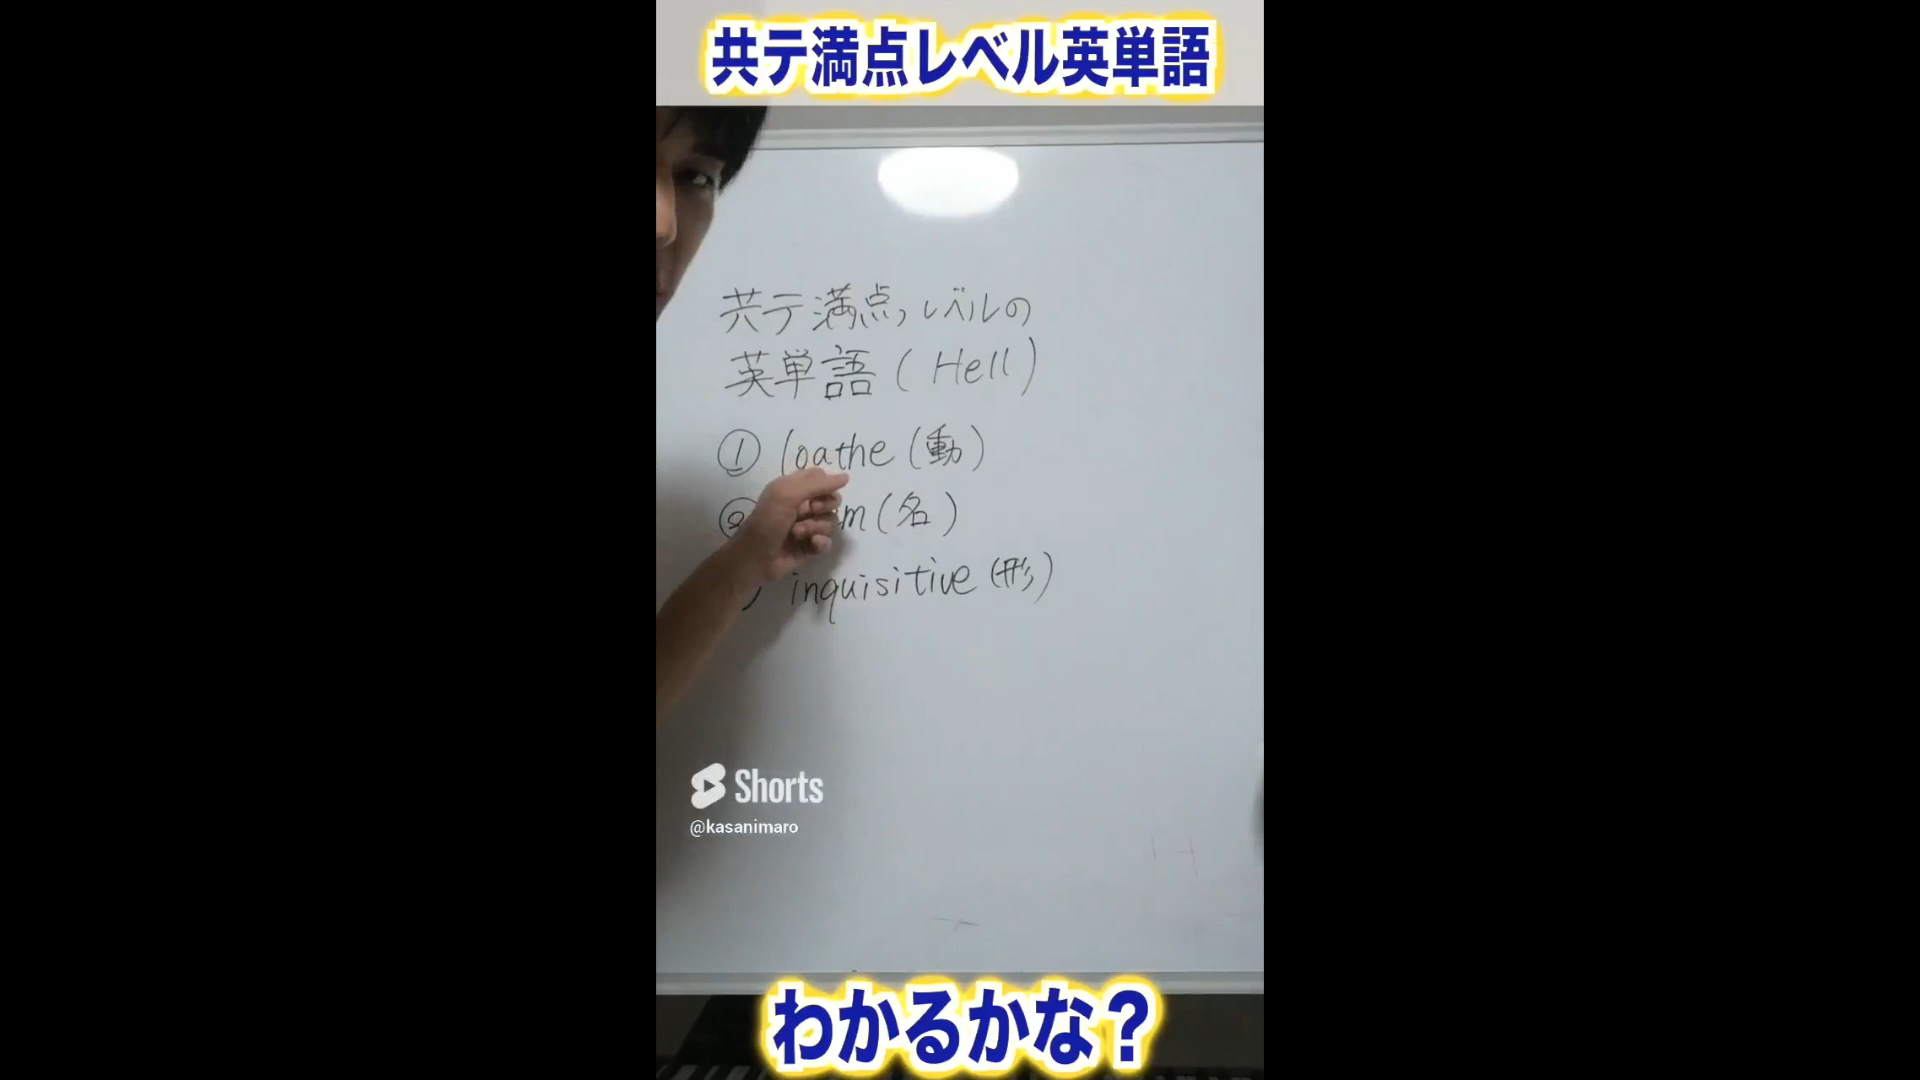 共テ満点レベル英単語
共テ満点レベルの
英単語(Hell)
① loathe(動)
② (名)
inquisitive(形)
Shorts
@kasanimaro
わかるかな？